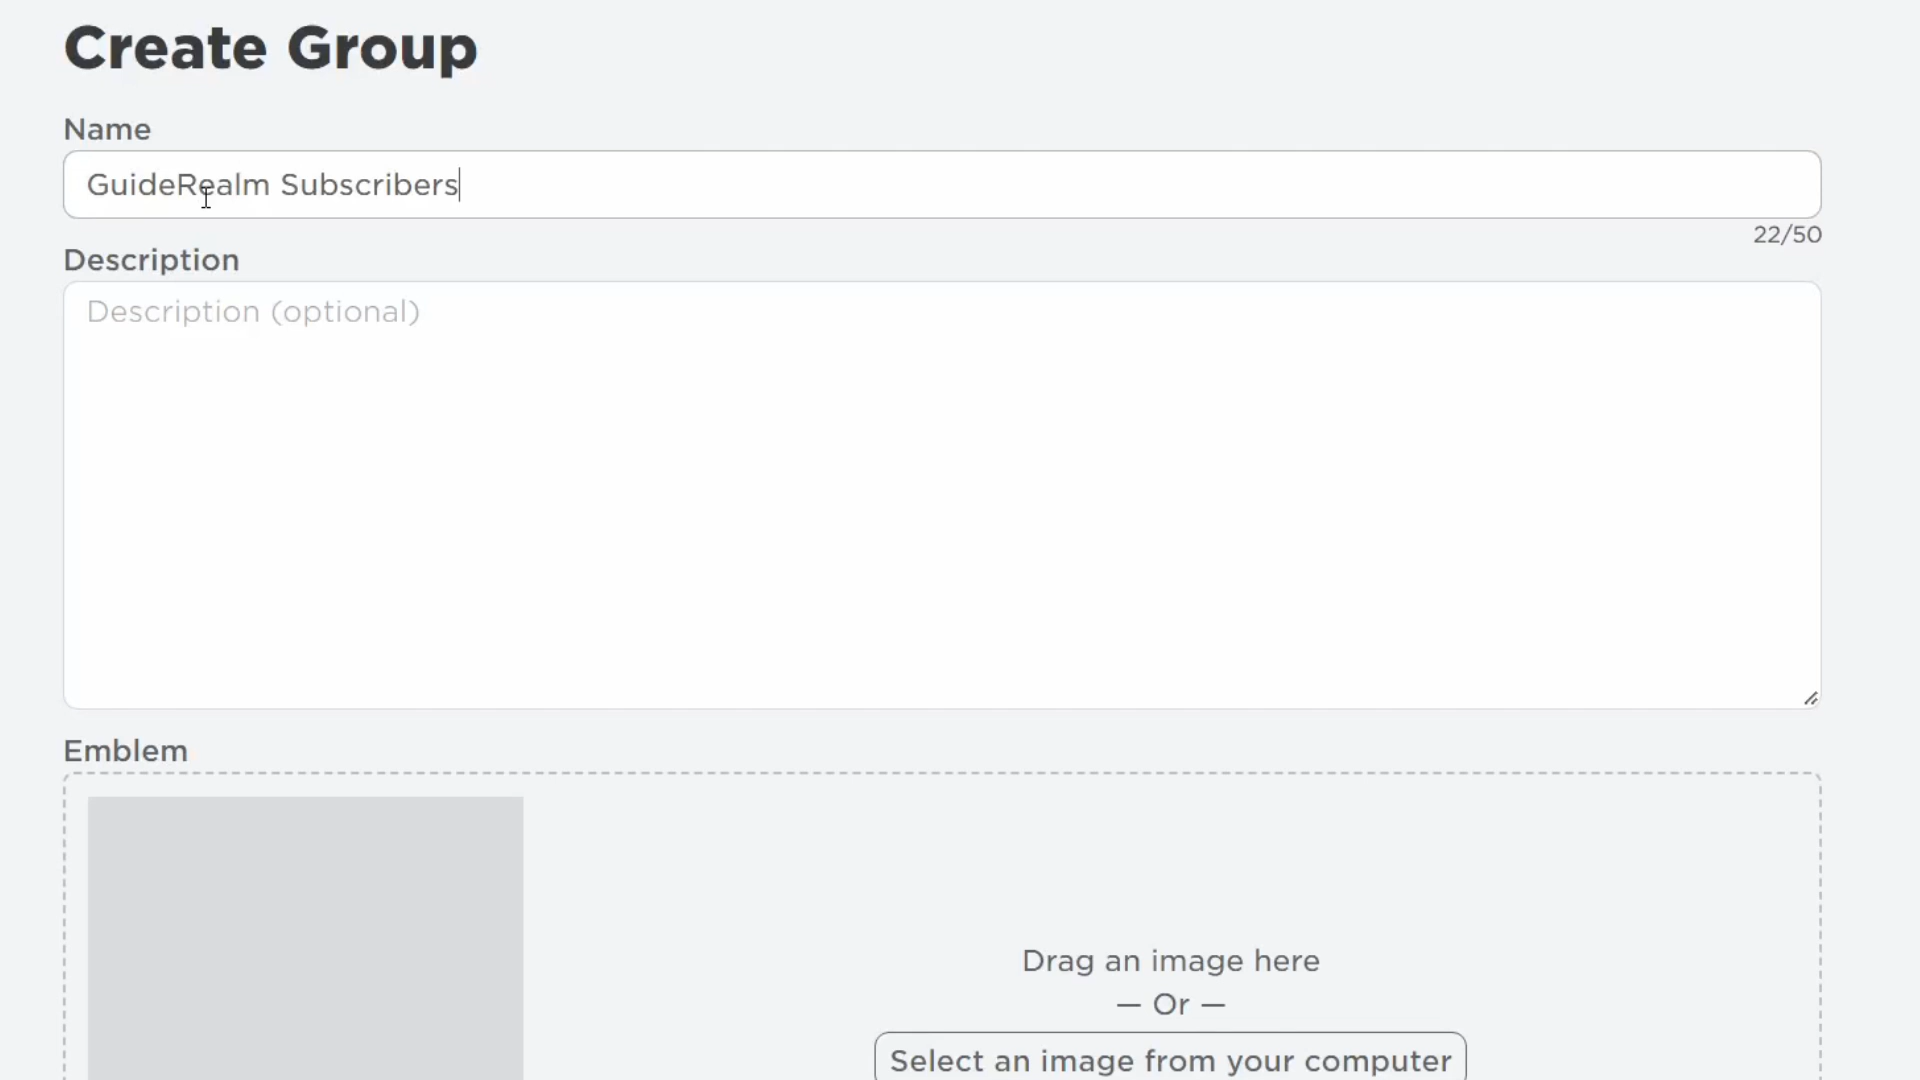 Create Group
Name
GuideRealm Subscribers
22/50
Description
Description (optional)
Emblem
Drag an image here
— Or —
Select an image from your computer